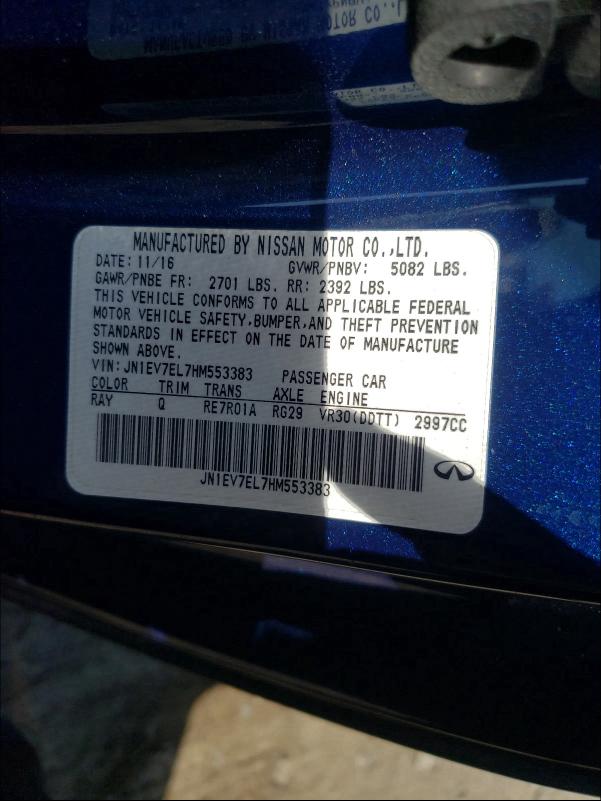 MANUFACTURED BY NISSAN MOTOR CO.,LTD.
DATE: 11/16 GVWR/PNBV: 5082 LBS.
GAWR/PNBE FR: 2701 LBS. RR: 2392 LBS.
THIS VEHICLE CONFORMS TO ALL APPLICABLE FEDERAL
MOTOR VEHICLE SAFETY,BUMPER,AND THEFT PREVENTION
STANDARDS IN EFFECT ON THE DATE OF MANUFACTURE
SHOWN ABOVE.
VIN: JN1EV7EL7HM553383 PASSENGER CAR
COLOR TRIM TRANS AXLE ENGINE
RAY Q RE7R01A RG29 VR30(DDTT) 2997CC
JN1EV7EL7HM553383